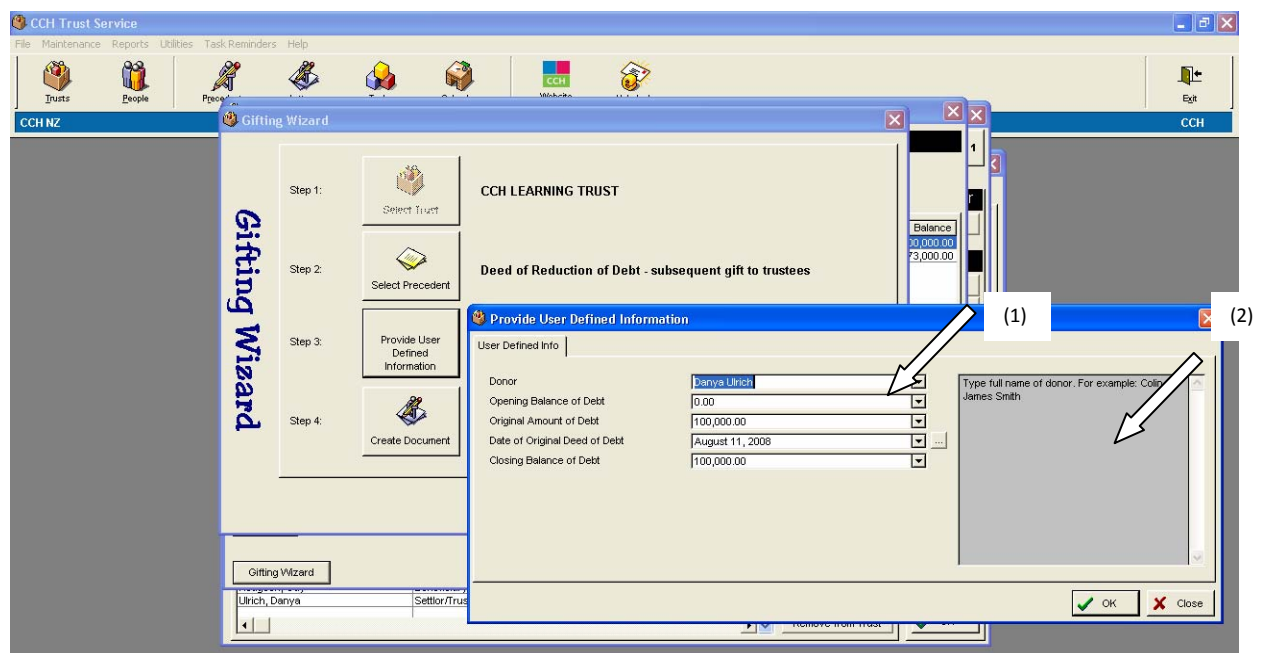 CCH Trust Service
File Maintenance Reports Utilities Task Reminders Help
Trusts People
CCH
Website
Exit
CCH NZ
CCH
Gifting Wizard
1
Gifting Wizard
Step 1:
Select Trust
CCH LEARNING TRUST
Balance
00,000.00
73,000.00
Step 2:
Select Precedent
Deed of Reduction of Debt - subsequent gift to trustees
Step 3:
Provide User
Defined
Information
Step 4:
Create Document
Provide User Defined Information
(1)
(2)
User Defined Info
Donor Danya Ulrich
Opening Balance of Debt 0.00
Original Amount of Debt 100,000.00
Date of Original Deed of Debt August 11, 2008 ...
Closing Balance of Debt 100,000.00
Type full name of donor. For example: Colin
James Smith
OK Close
Gifting Wizard
Ulrich, Danya Settlor/Trus
Remove from Trust